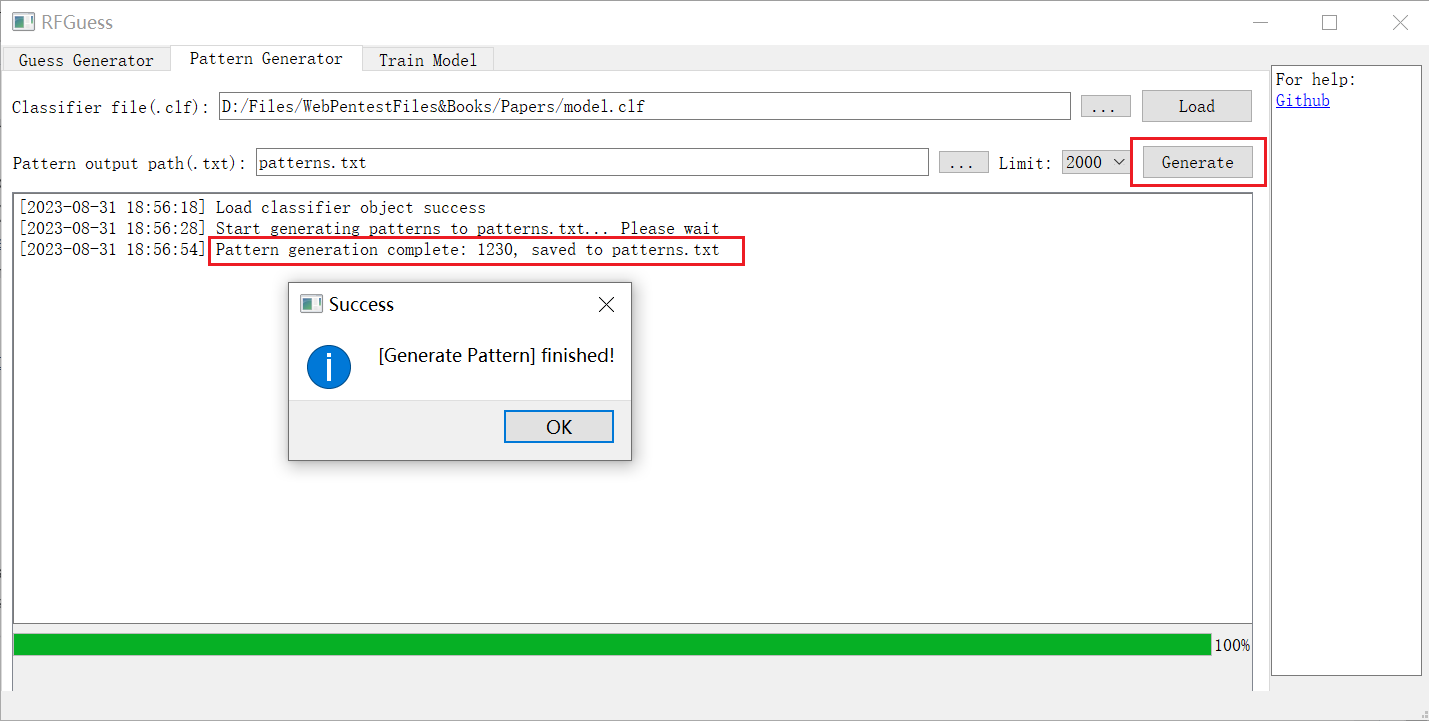 RFGuess
Guess Generator Pattern Generator Train Model
Classifier file(.clf): D:/Files/WebPentestFiles&Books/Papers/model.clf ... Load
Pattern output path(.txt): patterns.txt ... Limit: 2000 Generate
[2023-08-31 18:56:18] Load classifier object success
[2023-08-31 18:56:28] Start generating patterns to patterns.txt... Please wait
[2023-08-31 18:56:54] Pattern generation complete: 1230, saved to patterns.txt
Success
[Generate Pattern] finished!
OK
100%
For help:
Github